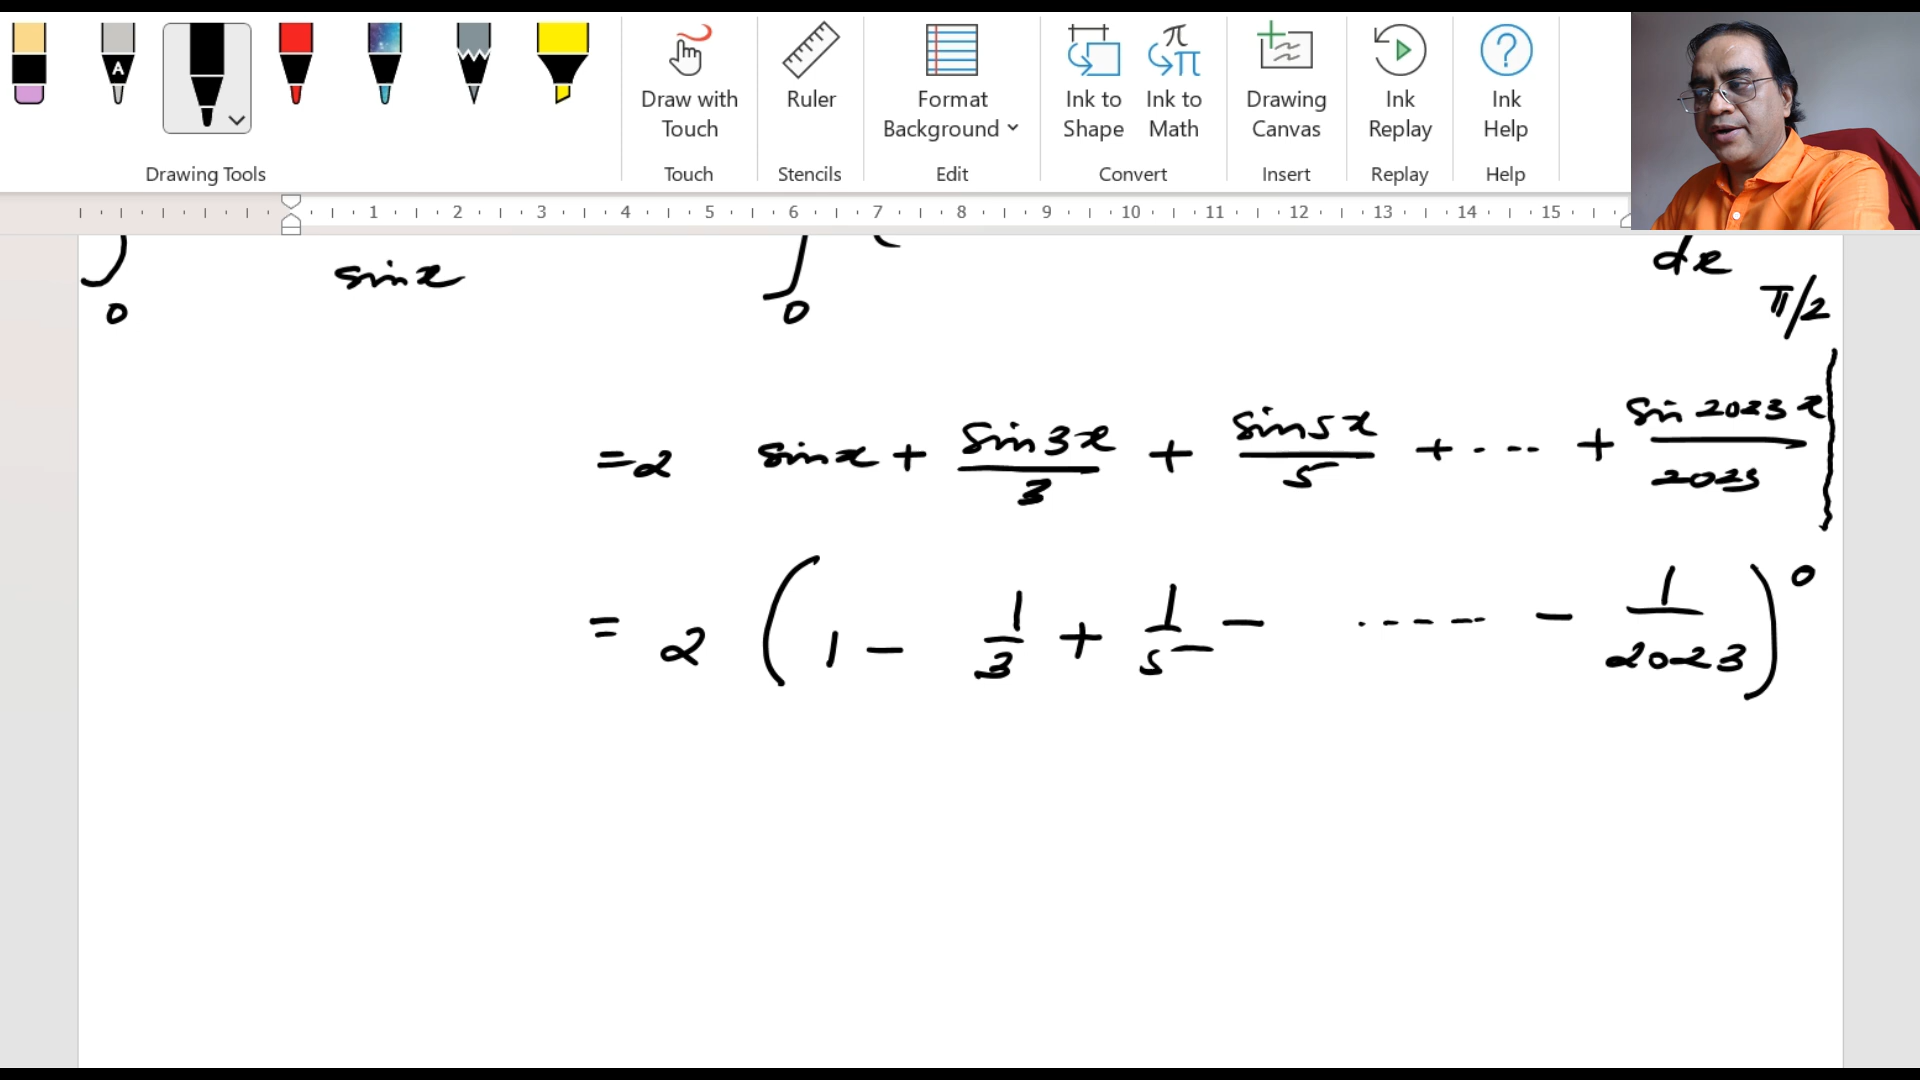 A
Draw with Touch
Ruler
Format Background
Ink to Shape
Ink to Math
Drawing Canvas
Ink Replay
Ink Help
Drawing Tools
Touch
Stencils
Edit
Convert
Insert
Replay
Help
1 2 3 4 5 6 7 8 9 10 11 12 13 14 15
∫ 0 sin x ∫ 0 dx
π/2
= 2 sin x + sin 3x / 3 + sin 5x / 5 + ... + sin 2023x / 2023 |
0
= 2 ( 1 - 1/3 + 1/5 - ..... - 1/2023 )